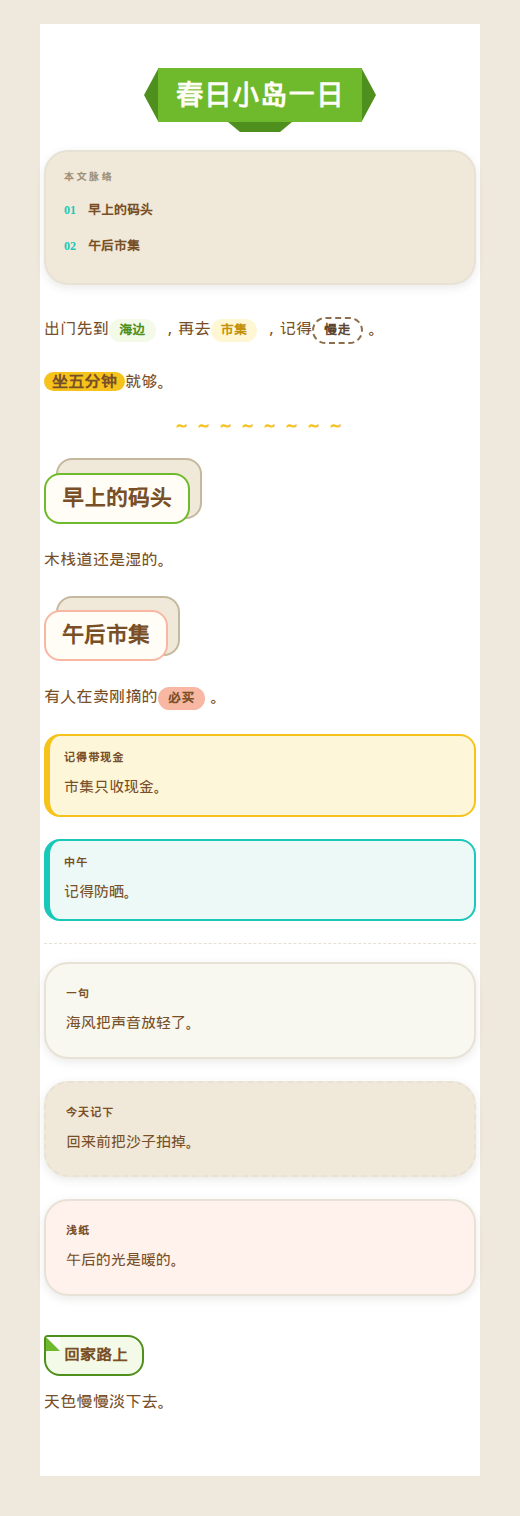 春日小岛一日
本文脉络
01 早上的码头
02 午后市集
出门先到 海边 ，再去 市集 ，记得 慢走 。
坐五分钟 就够。
~ ~ ~ ~ ~ ~ ~ ~
早上的码头
木栈道还是湿的。
午后市集
有人在卖刚摘的 必买 。
记得带现金
市集只收现金。
中午
记得防晒。
一句
海风把声音放轻了。
今天记下
回来前把沙子拍掉。
浅纸
午后的光是暖的。
回家路上
天色慢慢淡下去。